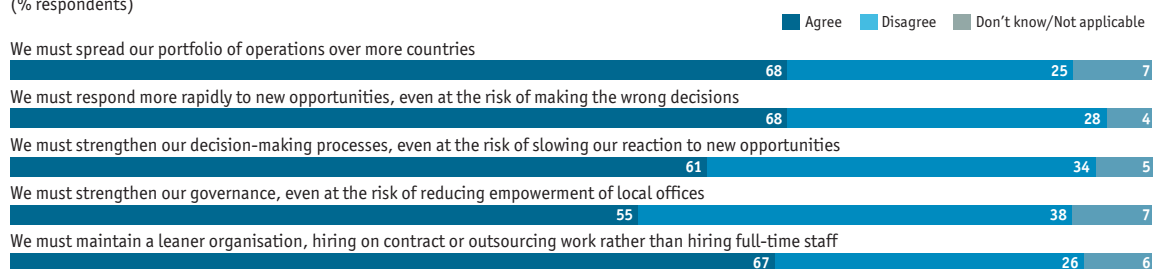 (% respondents)
Agree Disagree Don’t know/Not applicable
We must spread our portfolio of operations over more countries
68 25 7
We must respond more rapidly to new opportunities, even at the risk of making the wrong decisions
68 28 4
We must strengthen our decision-making processes, even at the risk of slowing our reaction to new opportunities
61 34 5
We must strengthen our governance, even at the risk of reducing empowerment of local offices
55 38 7
We must maintain a leaner organisation, hiring on contract or outsourcing work rather than hiring full-time staff
67 26 6